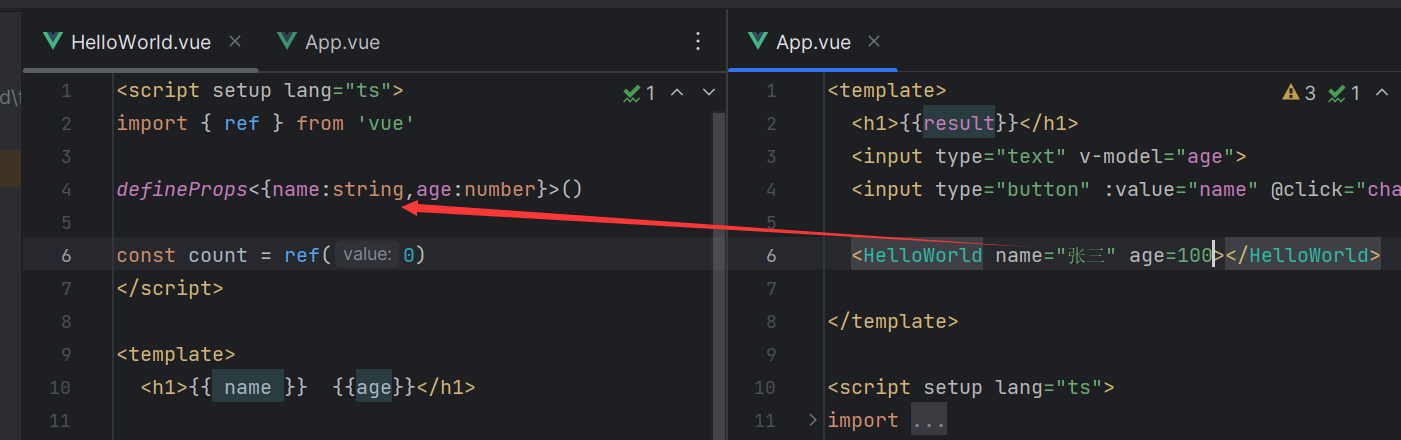 HelloWorld.vue
App.vue
1 <script setup lang="ts">
1
2 import { ref } from 'vue'
3
4 defineProps<{name:string,age:number}>()
5
6 const count = ref( value: 0)
7 </script>
8
9 <template>
10 <h1>{{ name }}  {{age}}</h1>
11
App.vue
1 <template>
3 1
2 <h1>{{result}}</h1>
3 <input type="text" v-model="age">
4 <input type="button" :value="name" @click="cha
5
6 <HelloWorld name="张三" age=100></HelloWorld>
7
8 </template>
9
10 <script setup lang="ts">
11 import ...